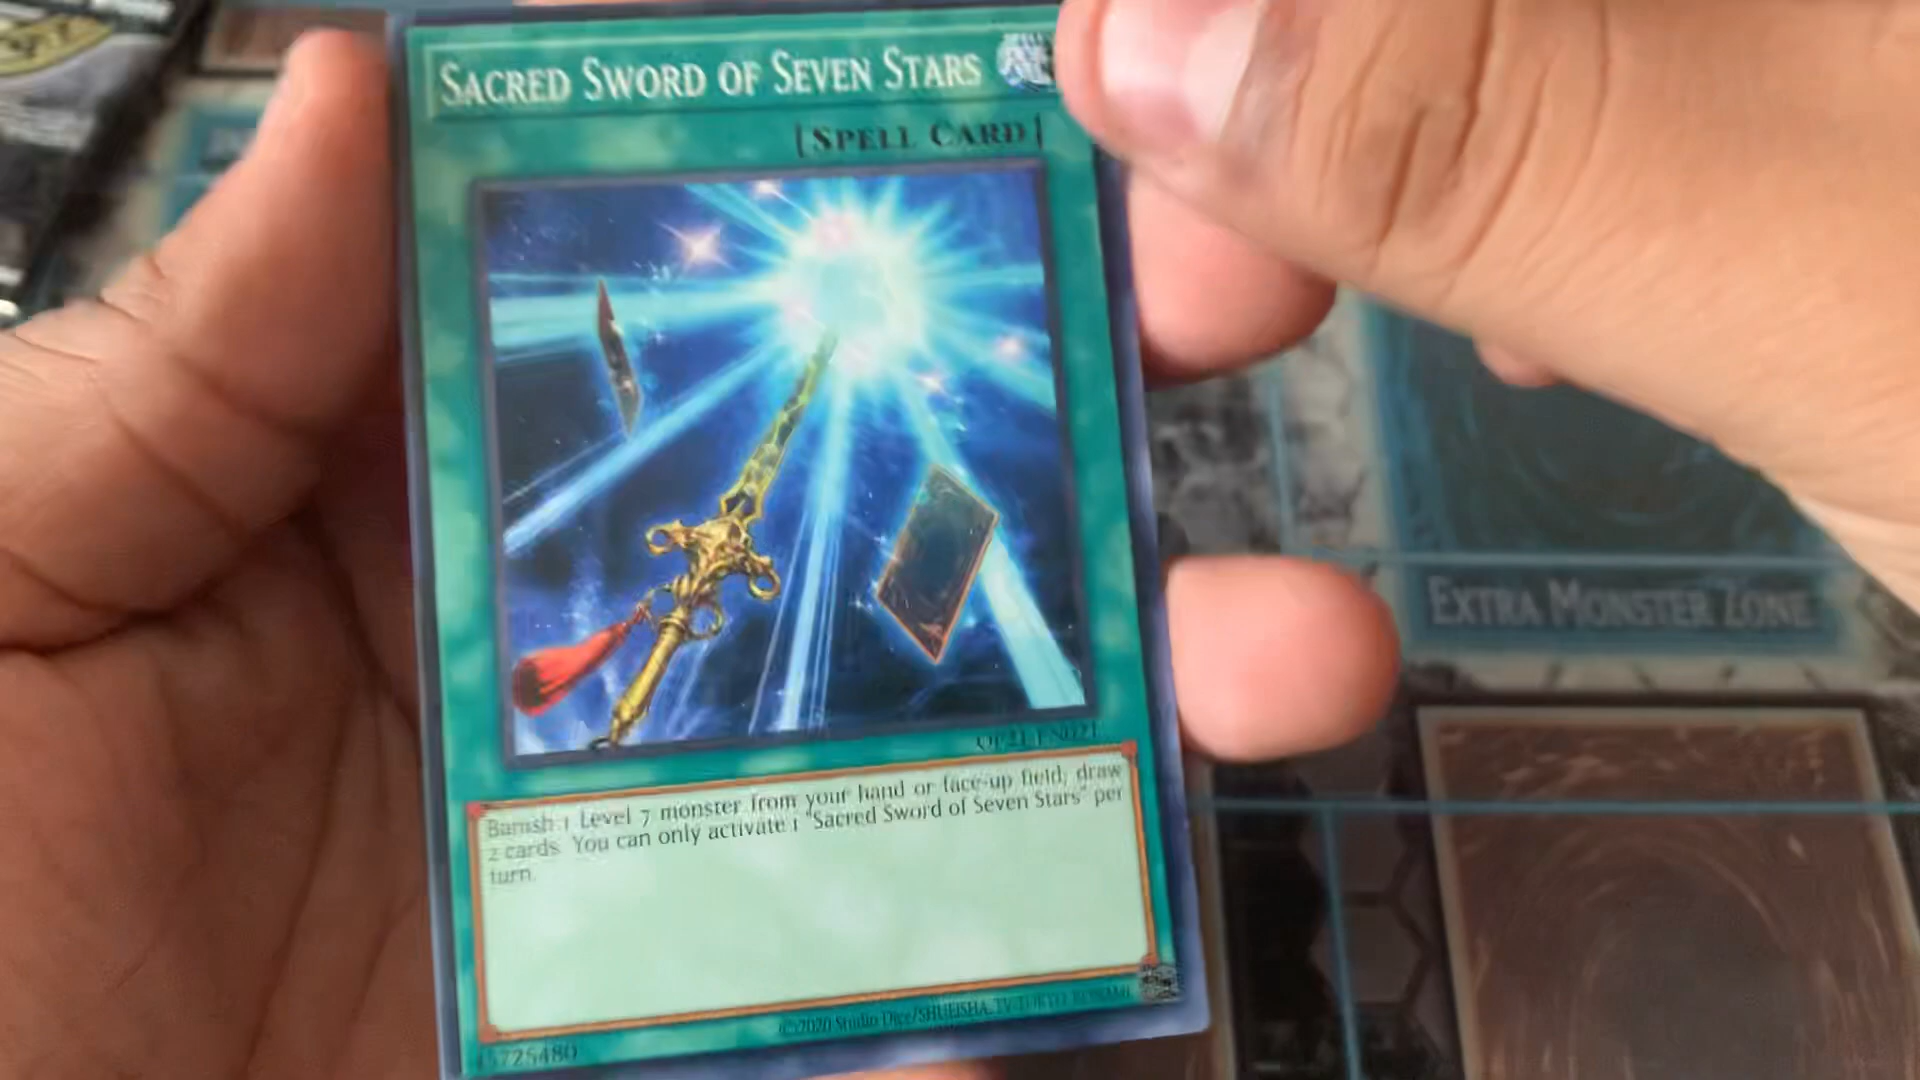 SACRED SWORD OF SEVEN STARS
[SPELL CARD]
Banish 1 Level 7 monster from your hand or face-up field; draw
2 cards. You can only activate 1 "Sacred Sword of Seven Stars" per
turn.
©2020 Studio Dice/SHUEISHA, TV TOKYO, KONAMI
EXTRA MONSTER ZONE